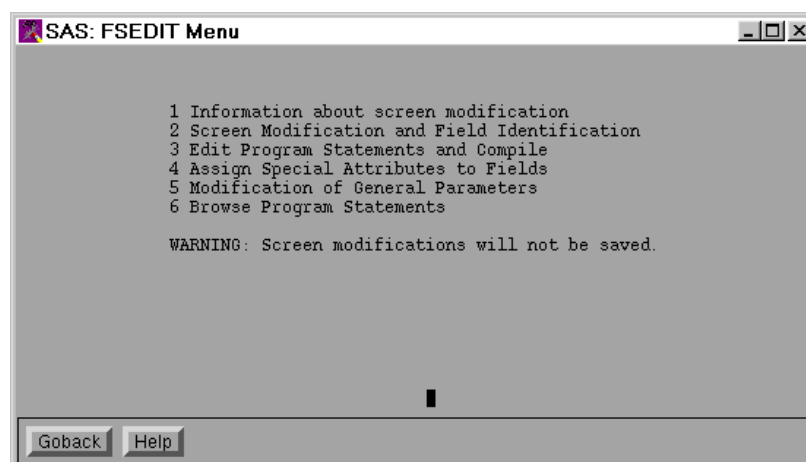 SAS: FSEDIT Menu
1 Information about screen modification
2 Screen Modification and Field Identification
3 Edit Program Statements and Compile
4 Assign Special Attributes to Fields
5 Modification of General Parameters
6 Browse Program Statements
WARNING: Screen modifications will not be saved.
Goback Help